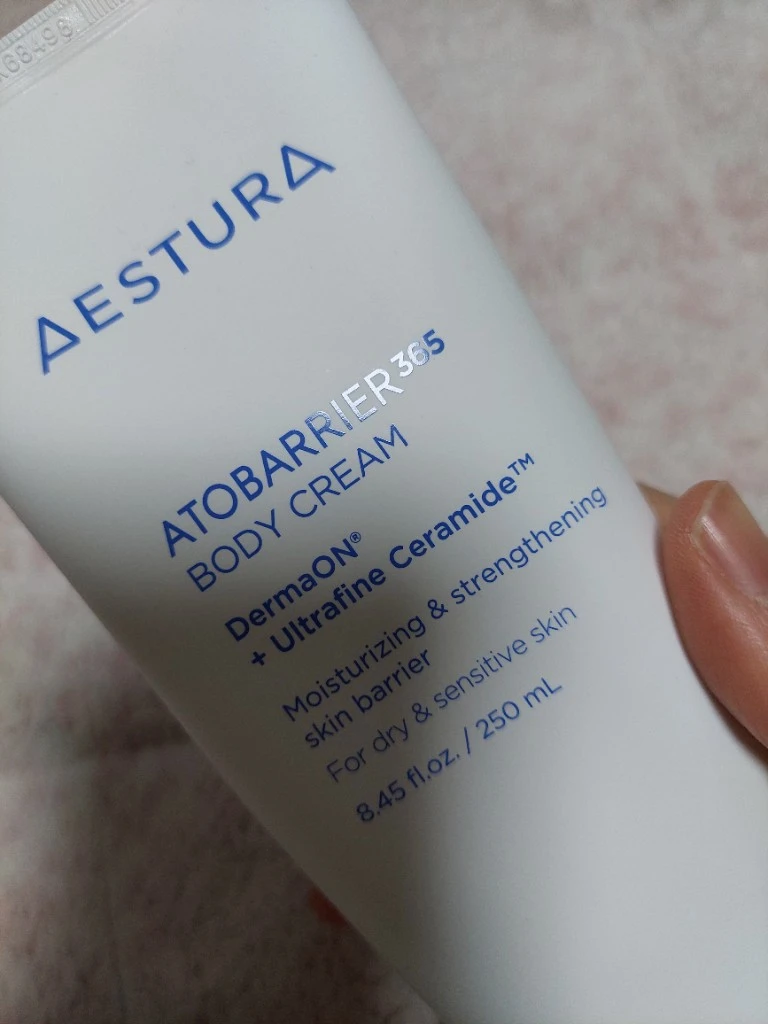 AESTURA
ATOBARRIER365
BODY CREAM
DermaON®
+ Ultrafine Ceramide™
Moisturizing & strengthening
skin barrier
For dry & sensitive skin
8.45 fl.oz. / 250 mL